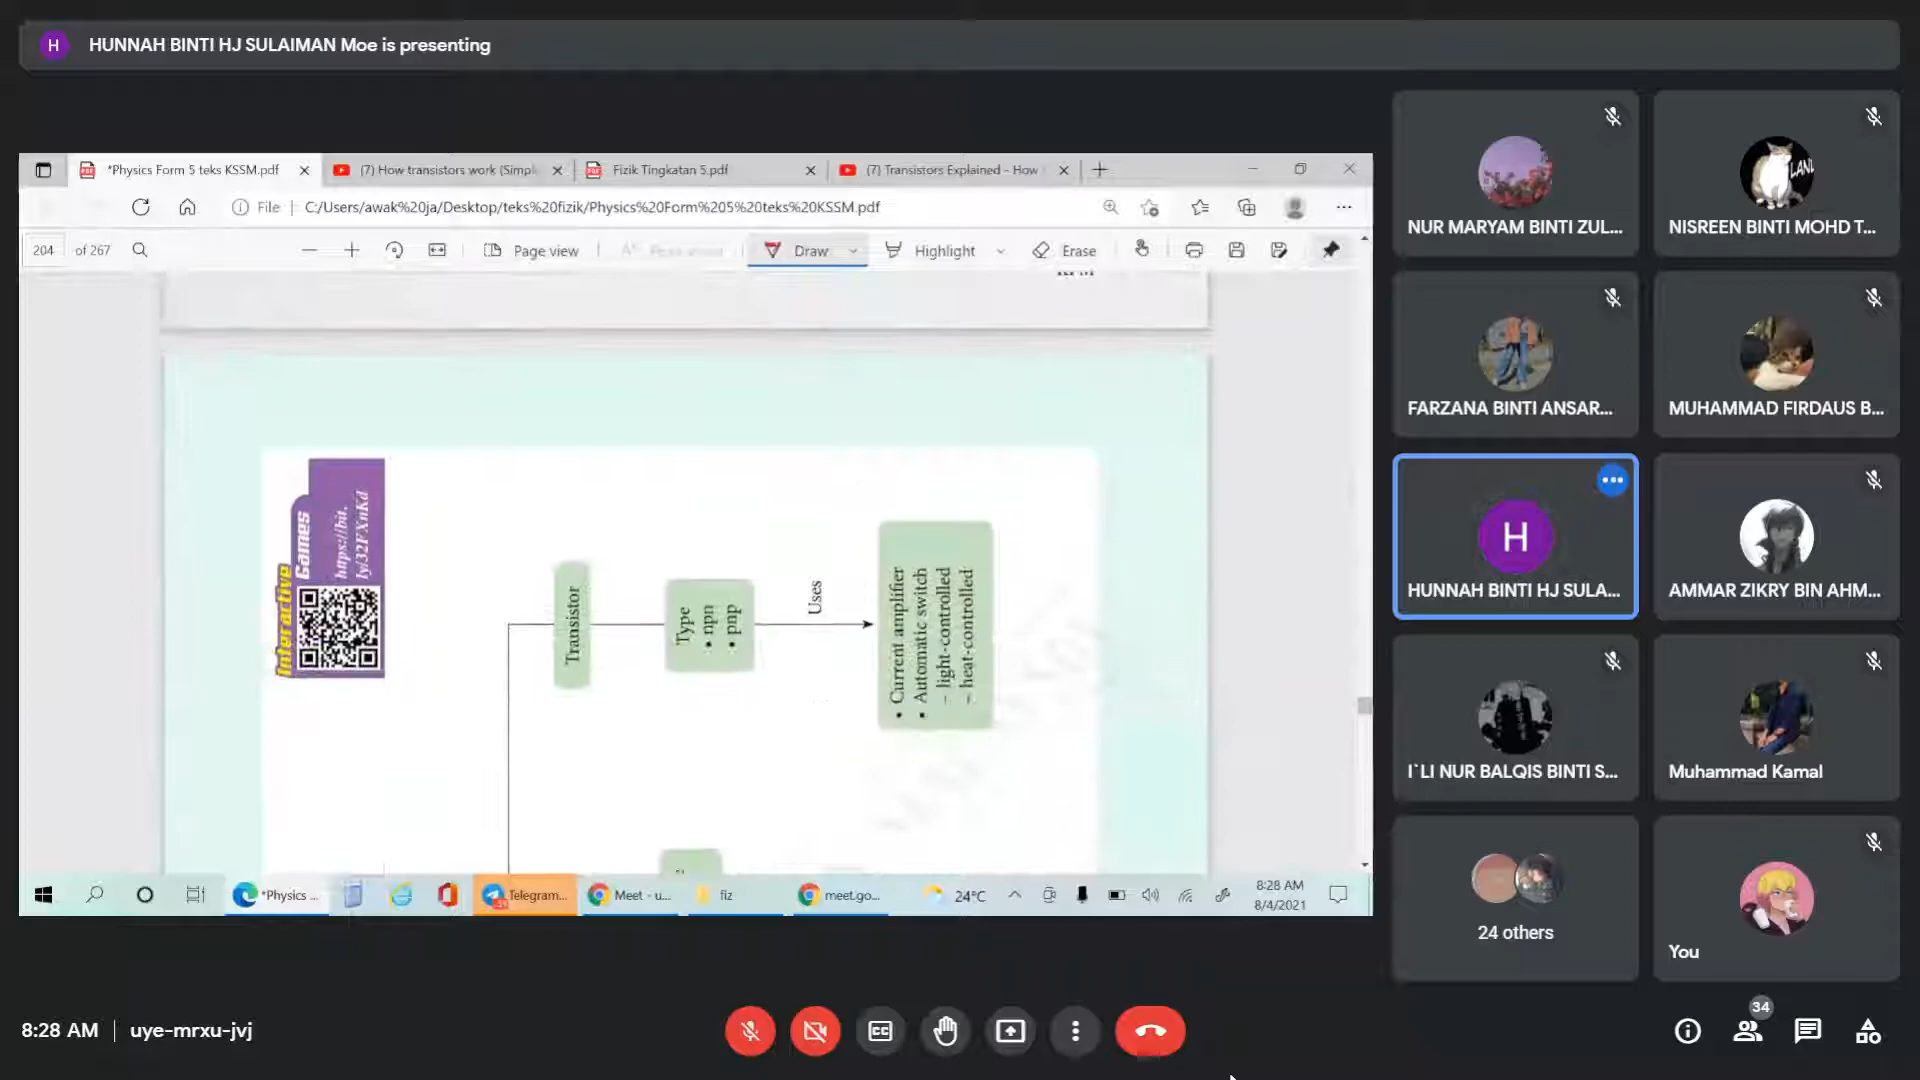 H HUNNAH BINTI HJ SULAIMAN Moe is presenting
*Physics Form 5 teks KSSM.pdf
(7) How transistors work (Simpl
Fizik Tingkatan 5.pdf
(7) Transistors Explained - How
File
C:/Users/awak%20ja/Desktop/teks%20fizik/Physics%20Form%205%20teks%20KSSM.pdf
204 of 267
Page view
Draw
Highlight
Erase
Interactive
Games
https://bit.
ly/32FXnKd
Transistor
Type
• npn
• pnp
Uses
• Current amplifier
• Automatic switch
– light-controlled
– heat-controlled
*Physics ...
Telegram...
Meet - u...
fiz
meet.go...
24°C
8:28 AM
8/4/2021
NUR MARYAM BINTI ZUL...
LANL
NISREEN BINTI MOHD T...
FARZANA BINTI ANSAR...
MUHAMMAD FIRDAUS B...
H
HUNNAH BINTI HJ SULA...
AMMAR ZIKRY BIN AHM...
I`LI NUR BALQIS BINTI S...
Muhammad Kamal
24 others
You
8:28 AM
uye-mrxu-jvj
CC
34